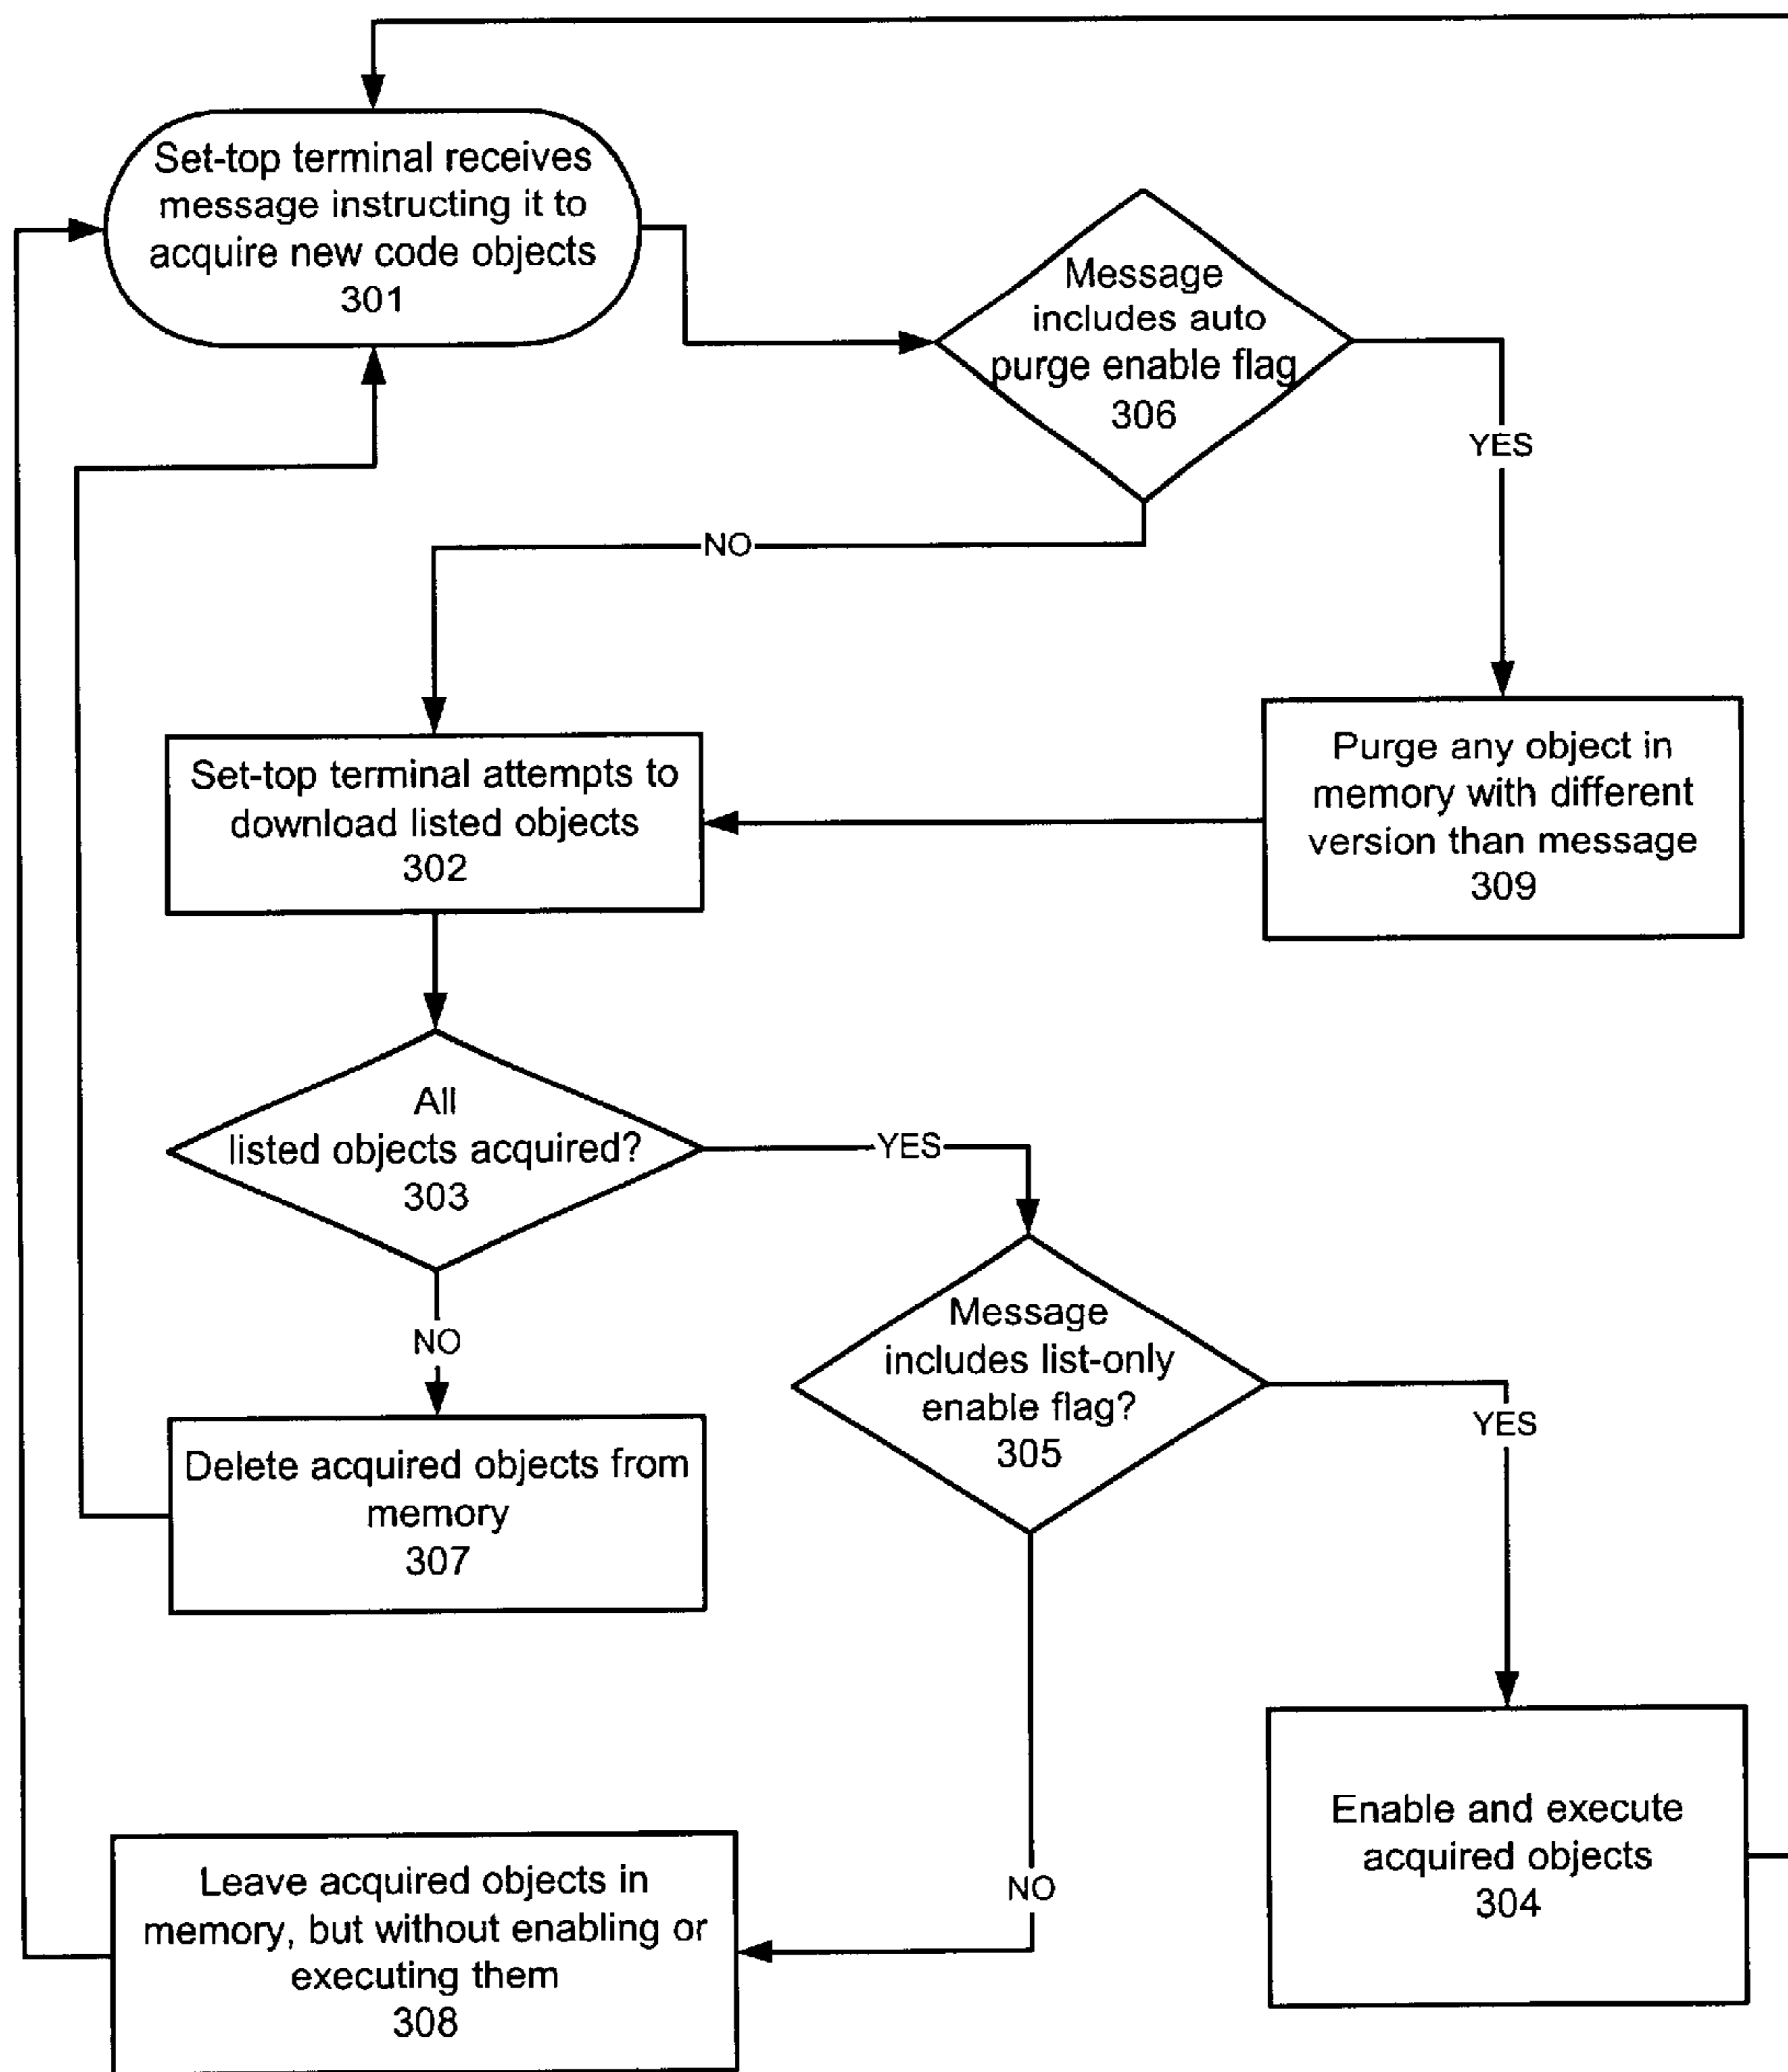 Set-top terminal receives
message instructing it to
acquire new code objects
301
Message
includes auto
purge enable flag
306
YES
NO
Set-top terminal attempts to
download listed objects
302
Purge any object in
memory with different
version than message
309
All
listed objects acquired?
303
YES
NO
Message
includes list-only
enable flag?
305
YES
Delete acquired objects from
memory
307
NO
Enable and execute
acquired objects
304
Leave acquired objects in
memory, but without enabling or
executing them
308